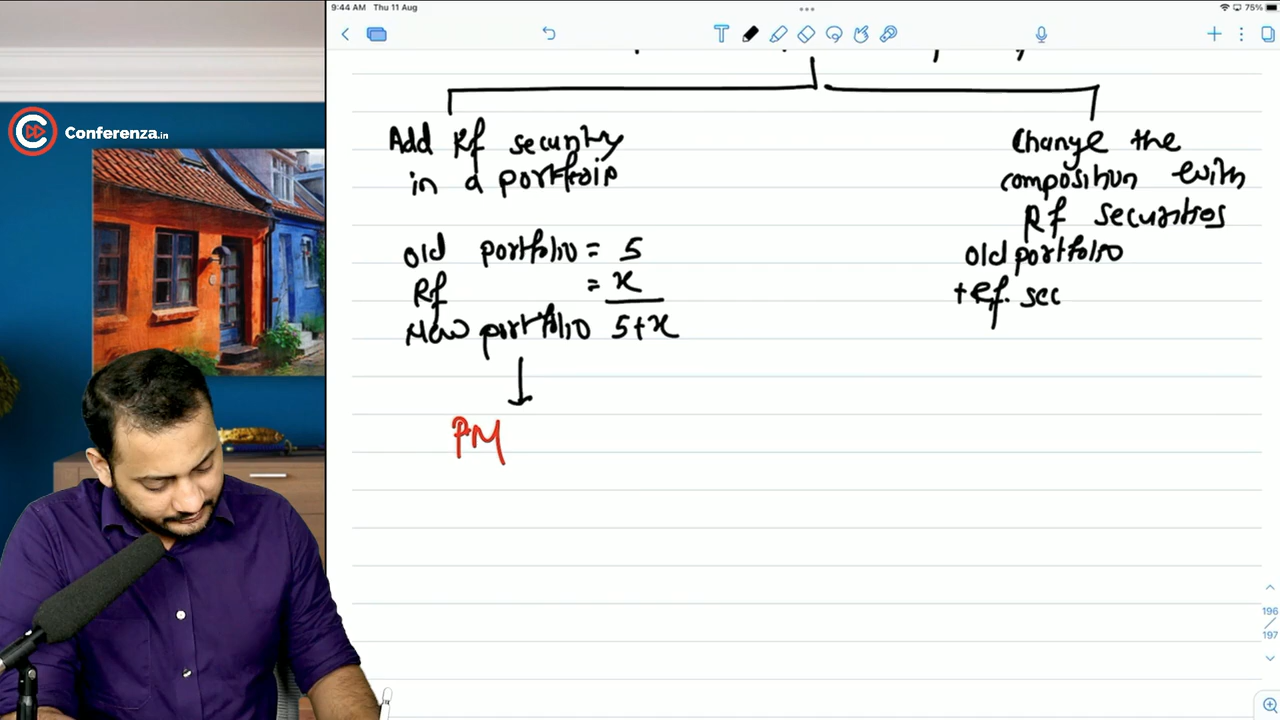 9:44 AM Thu 11 Aug
75%
Conferenza.in
Add Rf security
in a portfolio
Old portfolio = 5
Rf = x
New portfolio 5+x
PM
Change the
composition with
Rf securities
Old portfolio
+Rf. sec
196
197